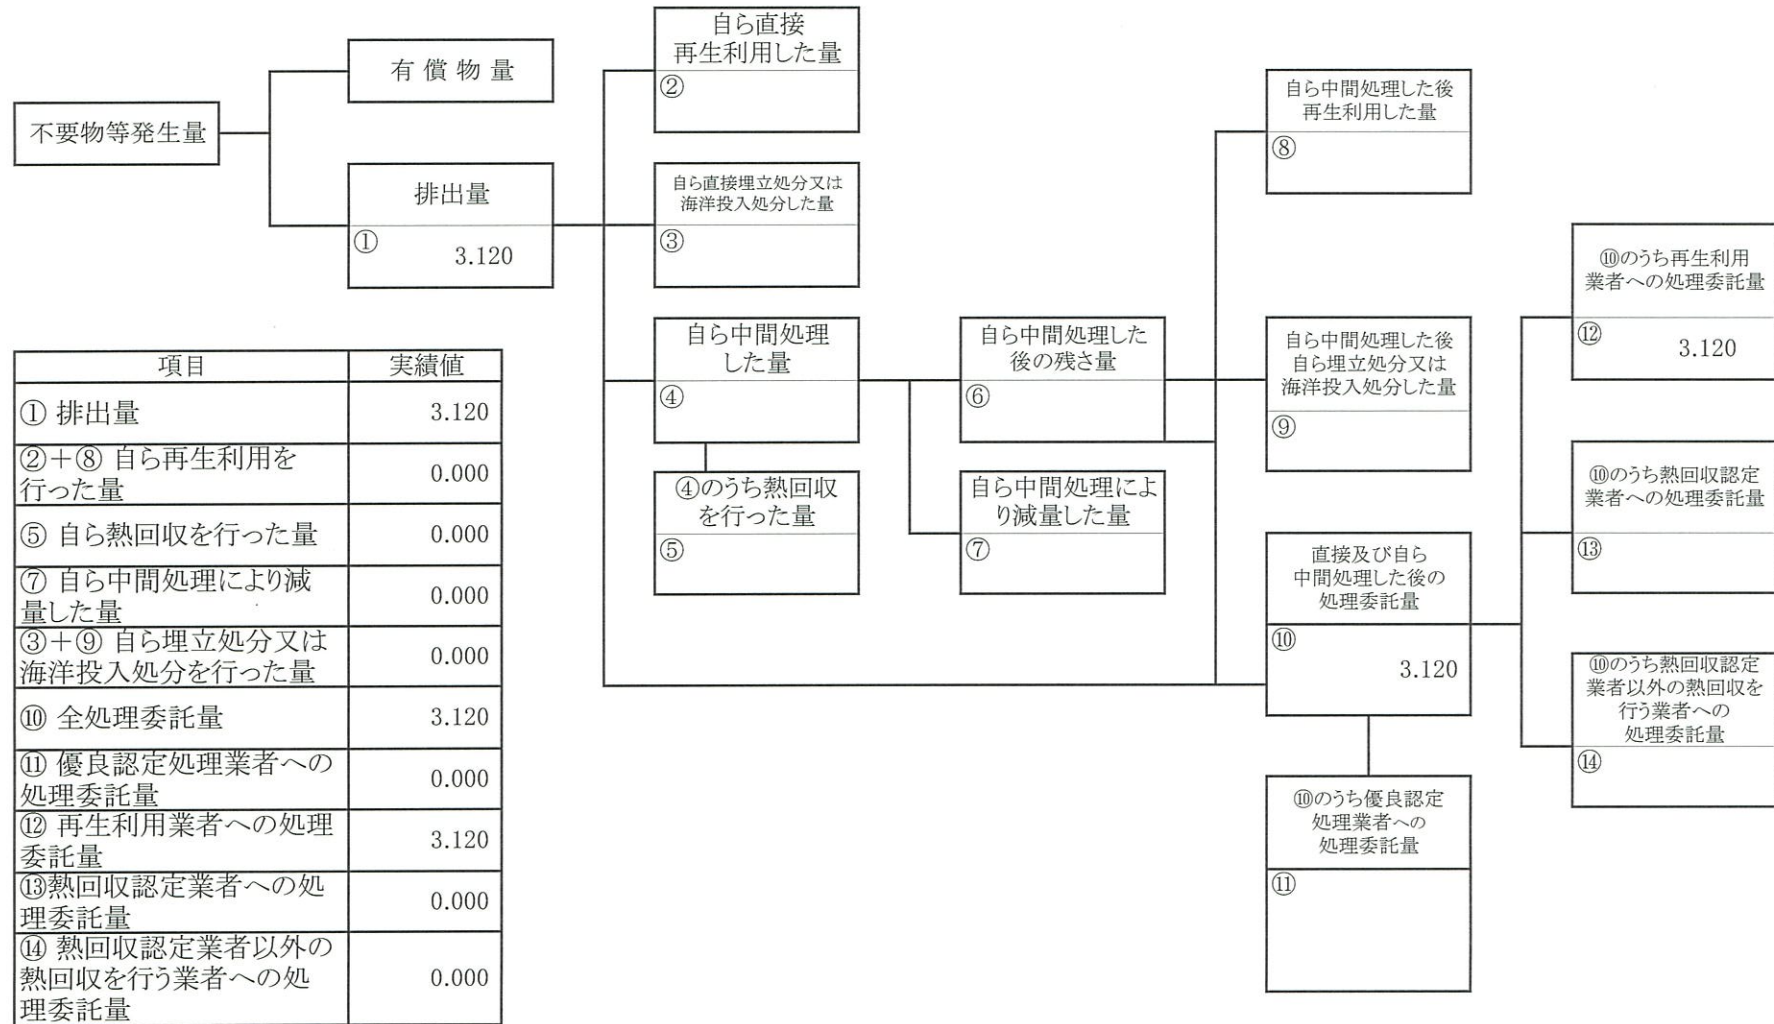 不要物等発生量
有償物量
排出量
①
3.120
自ら直接
再生利用した量
②
自ら直接埋立処分又は
海洋投入処分した量
③
自ら中間処理
した量
④
④のうち熱回収
を行った量
⑤
自ら中間処理した
後の残さ量
⑥
自ら中間処理によ
り減量した量
⑦
自ら中間処理した後
再生利用した量
⑧
自ら中間処理した後
自ら埋立処分又は
海洋投入処分した量
⑨
直接及び自ら
中間処理した後の
処理委託量
⑩
3.120
⑩のうち優良認定
処理業者への
処理委託量
⑪
⑩のうち再生利用
業者への処理委託量
⑫
3.120
⑩のうち熱回収認定
業者への処理委託量
⑬
⑩のうち熱回収認定
業者以外の熱回収を
行う業者への
処理委託量
⑭
項目 実績値
① 排出量 3.120
②+⑧ 自ら再生利用を
行った量 0.000
⑤ 自ら熱回収を行った量 0.000
⑦ 自ら中間処理により減
量した量 0.000
③+⑨ 自ら埋立処分又は
海洋投入処分を行った量 0.000
⑩ 全処理委託量 3.120
⑪ 優良認定処理業者への
処理委託量 0.000
⑫ 再生利用業者への処理
委託量 3.120
⑬熱回収認定業者への処
理委託量 0.000
⑭ 熱回収認定業者以外の
熱回収を行う業者への処
理委託量 0.000